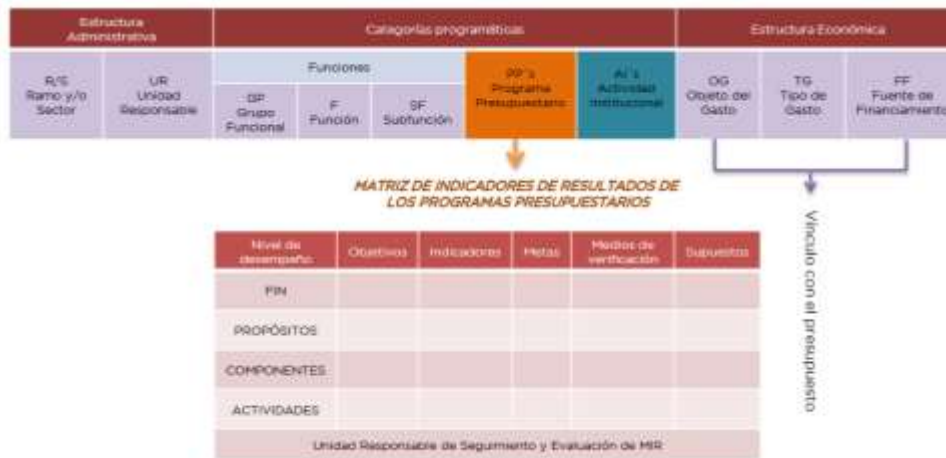 Estructura
Administrativa
Categorías programáticas
Estructura Económica
R/S
Ramo y/o
Sector
UR
Unidad
Responsable
Funciones
GF
Grupo
Funcional
F
Función
SF
Subfunción
PP's
Programa
Presupuestario
AI's
Actividad
Institucional
OG
Objeto del
Gasto
TG
Tipo de
Gasto
FF
Fuente de
Financiamiento
MATRIZ DE INDICADORES DE RESULTADOS DE
LOS PROGRAMAS PRESUPUESTARIOS
Vínculo con el presupuesto
Nivel de
desempeño
Objetivos
Indicadores
Metas
Medios de
verificación
Supuestos
FIN
PROPÓSITOS
COMPONENTES
ACTIVIDADES
Unidad Responsable de Seguimiento y Evaluación de MIR